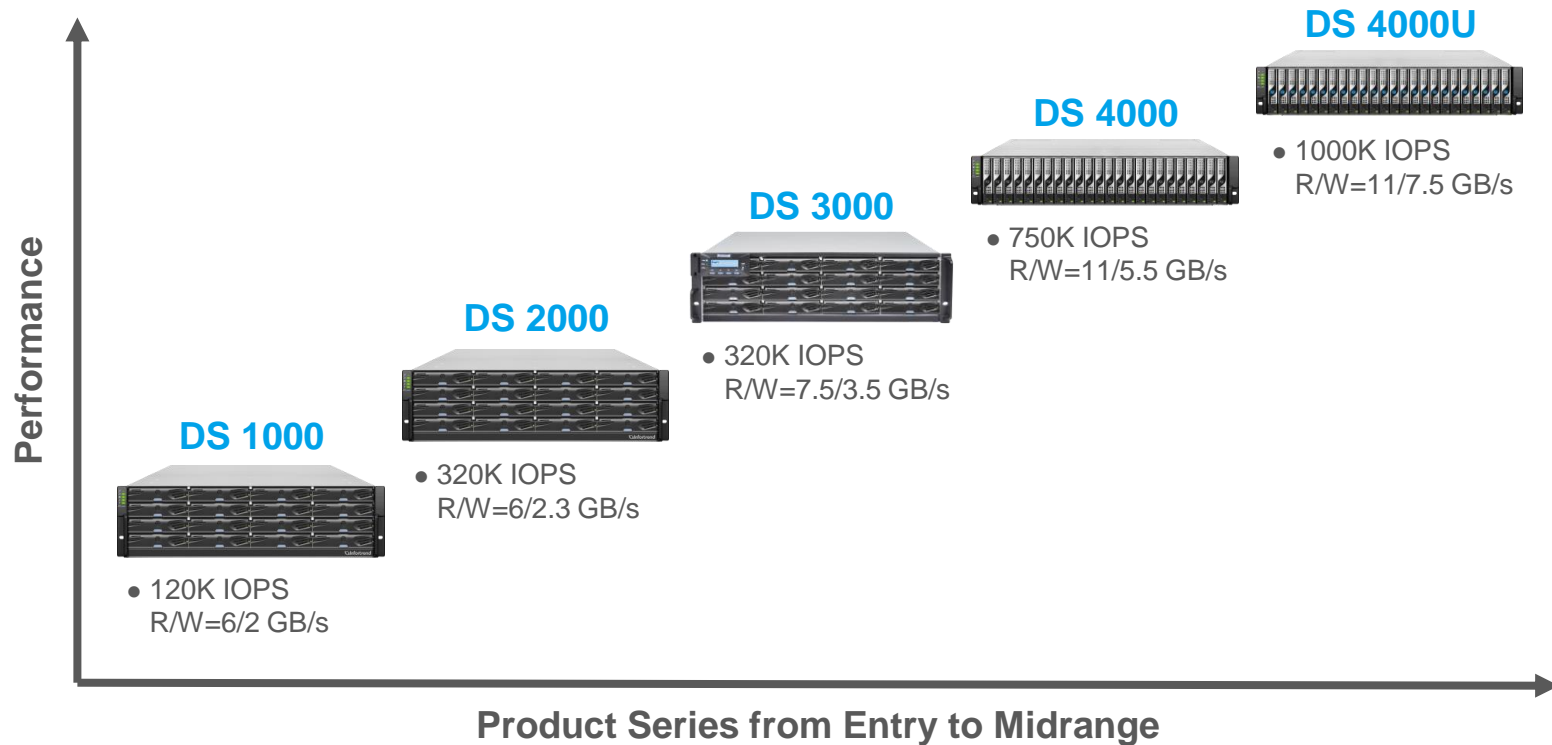 DS 4000U
● 1000K IOPS
R/W=11/7.5 GB/s
DS 4000
● 750K IOPS
R/W=11/5.5 GB/s
DS 3000
● 320K IOPS
R/W=7.5/3.5 GB/s
DS 2000
● 320K IOPS
R/W=6/2.3 GB/s
DS 1000
● 120K IOPS
R/W=6/2 GB/s
Performance
Product Series from Entry to Midrange